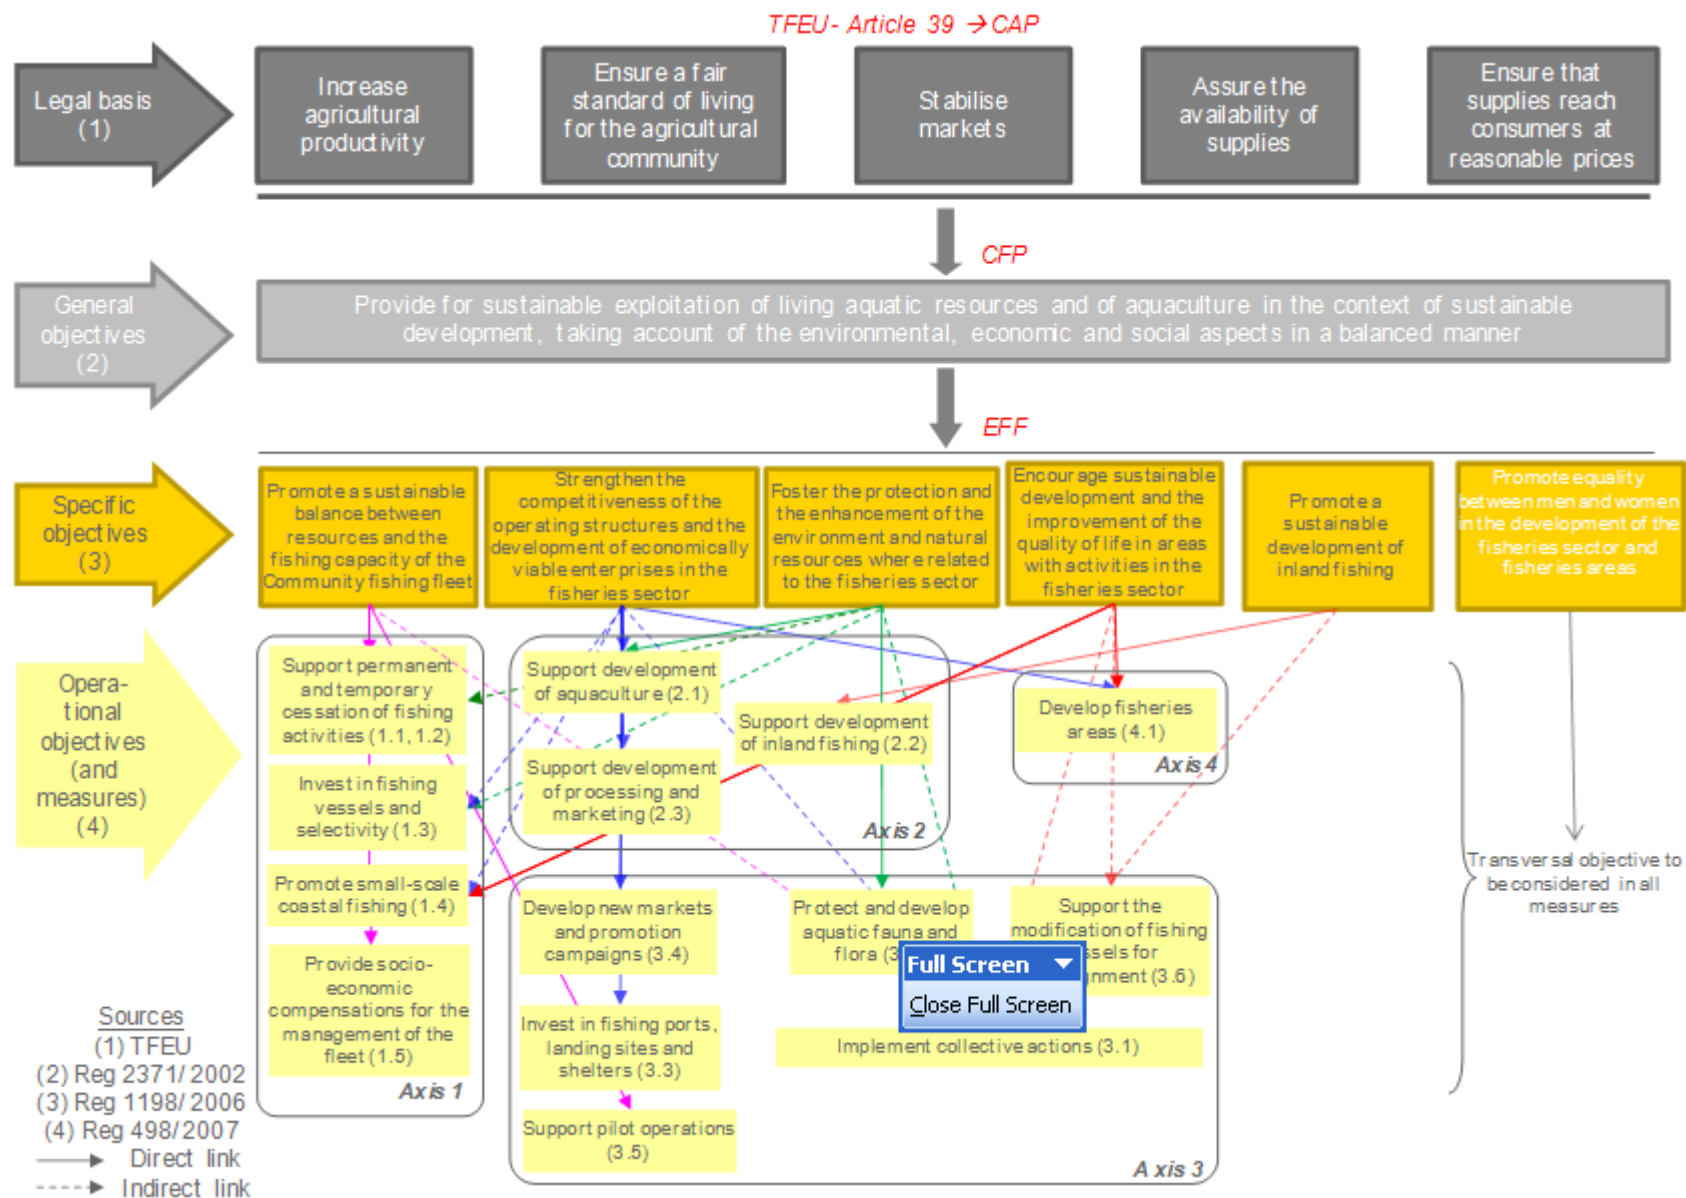 TFEU- Article 39 → CAP
Legal basis
(1)
Increase
agricultural
productivity
Ensure a fair
standard of living
for the agricultural
community
Stabilise
markets
Assure the
availability of
supplies
Ensure that
supplies reach
consumers at
reasonable prices
CFP
General
objectives
(2)
Provide for sustainable exploitation of living aquatic resources and of aquaculture in the context of sustainable
development, taking account of the environmental, economic and social aspects in a balanced manner
EFF
Specific
objectives
(3)
Promote a sustainable
balance between
resources and the
fishing capacity of the
Community fishing fleet
Strengthen the
competitiveness of the
operating structures and the
development of economically
viable enterprises in the
fisheries sector
Foster the protection and
the enhancement of the
environment and natural
resources where related
to the fisheries sector
Encourage sustainable
development and the
improvement of the
quality of life in areas
with activities in the
fisheries sector
Promote a
sustainable
development of
inland fishing
Promote equality
between men and women
in the development of the
fisheries sector and
fisheries areas
Opera-
tional
objectives
(and
measures)
(4)
Support permanent
and temporary
cessation of fishing
activities (1.1, 1.2)
Invest in fishing
vessels and
selectivity (1.3)
Promote small-scale
coastal fishing (1.4)
Provide socio-
economic
compensations for the
management of the
fleet (1.5)
Axis 1
Support development
of aquaculture (2.1)
Support development
of inland fishing (2.2)
Support development
of processing and
marketing (2.3)
Axis 2
Develop fisheries
areas (4.1)
Axis 4
Develop new markets
and promotion
campaigns (3.4)
Protect and develop
aquatic fauna and
flora (3
Support the
modification of fishing
ssels for
gnment (3.6)
Full Screen
Close Full Screen
Invest in fishing ports,
landing sites and
shelters (3.3)
Implement collective actions (3.1)
Support pilot operations
(3.5)
Axis 3
Transversal objective to
be considered in all
measures
Sources
(1) TFEU
(2) Reg 2371/2002
(3) Reg 1198/2006
(4) Reg 498/2007
Direct link
Indirect link